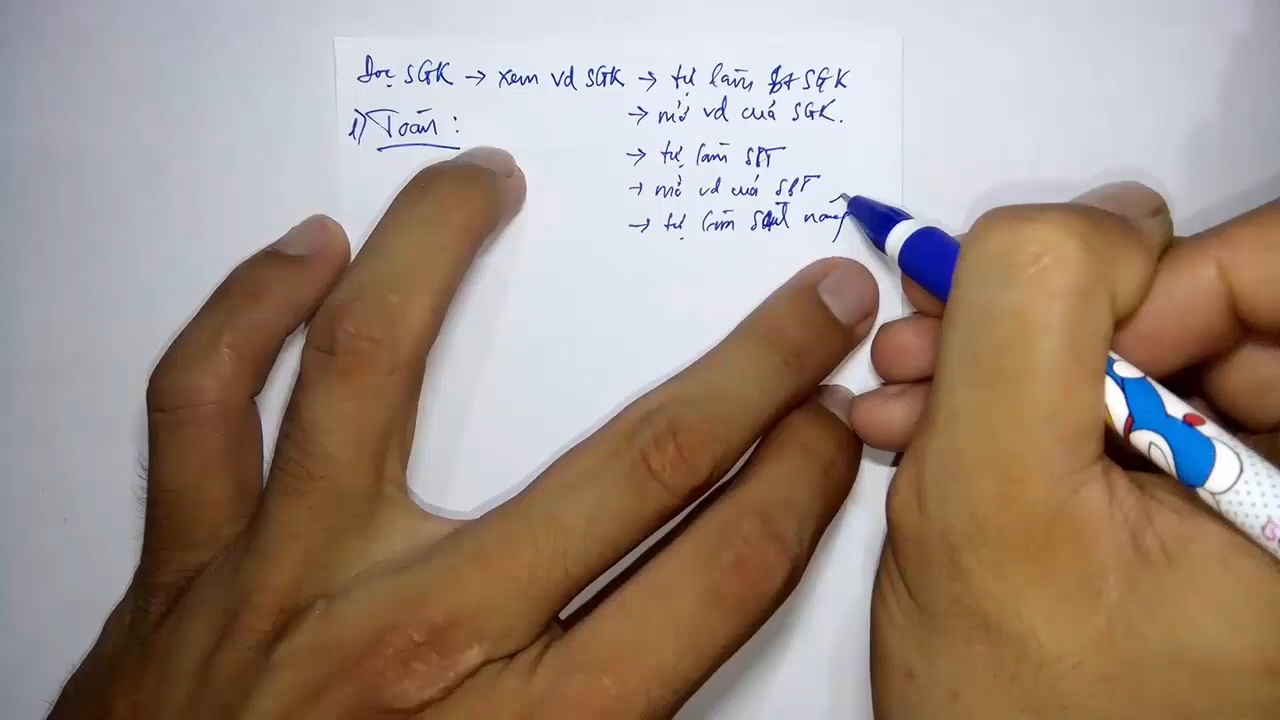 Đọc SGK → xem vd SGK → tự làm bt SGK
1) Toán:
→ mở vd của SGK.
→ tự làm SBT
→ mở vd của SBT
→ tự làm nâng